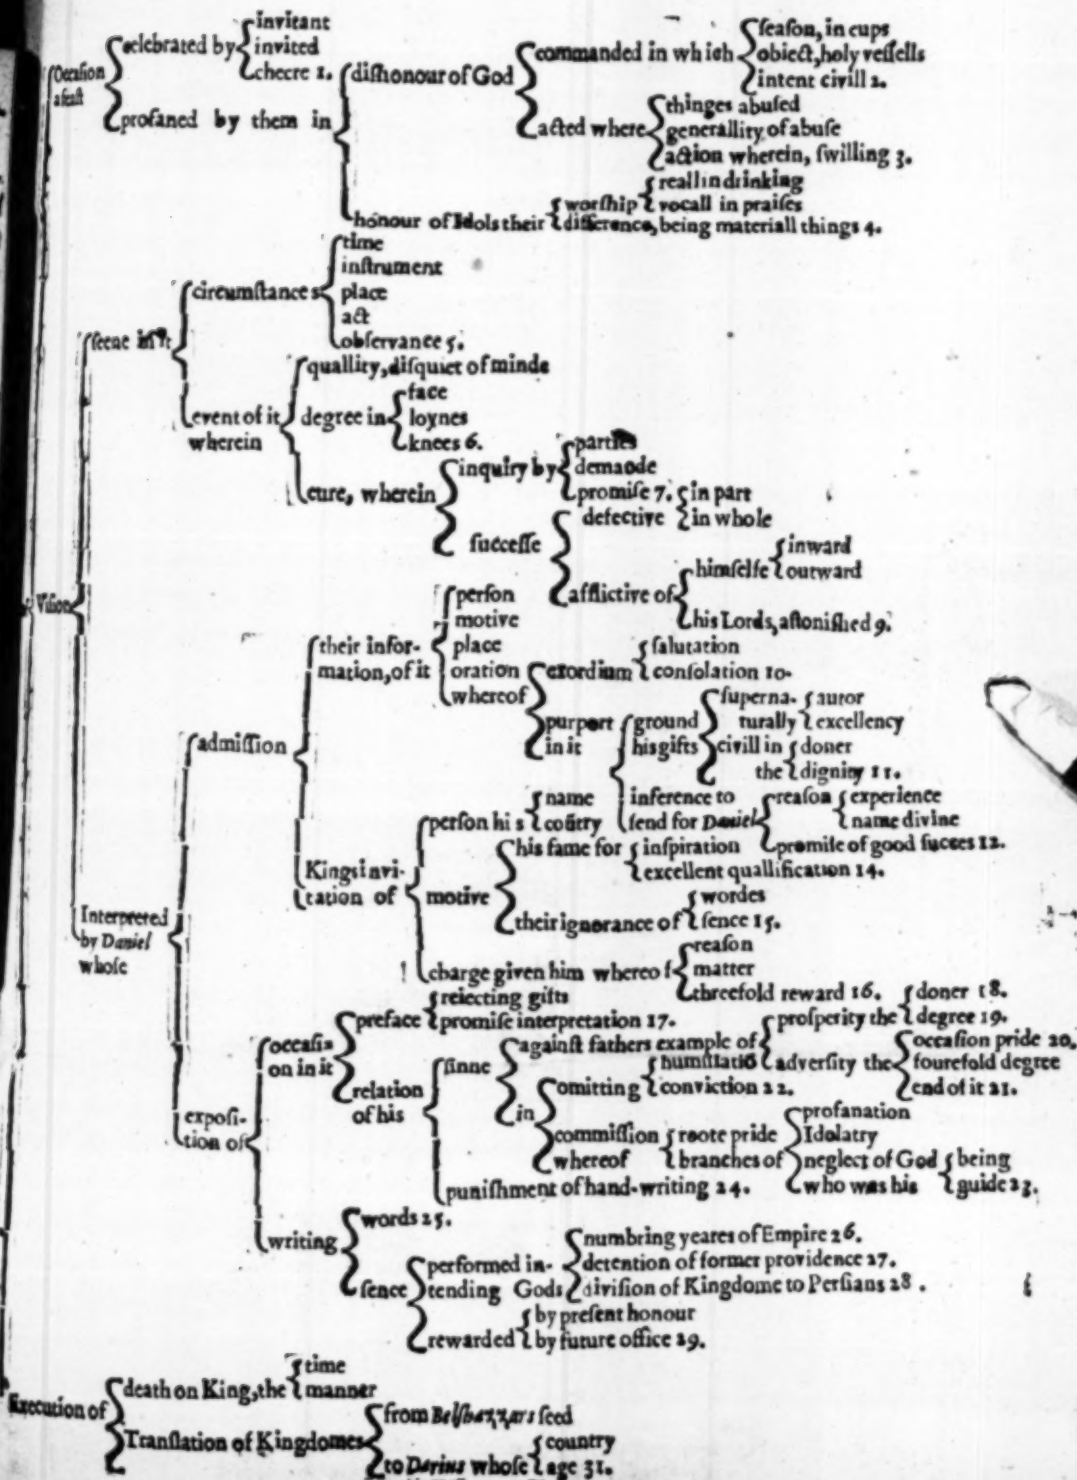 Occasion
a feast
celebrated by
invitant
invited
cheere 1.
profaned by them in
dishonour of God
commanded in which
season, in cups
obiect, holy vessells
intent civill 2.
acted where
thinges abused
generallity of abuse
action wherein, swilling 3.
honour of Idols their
worship
reall in drinking
vocall in praises
difference, being materiall things 4.
Vision
seene in it
circumstances
time
instrument
place
act
observance 5.
event of it
wherein
quallity, disquiet of minde
degree in
face
loynes
knees 6.
cure, wherein
inquiry by
parties
demaode
promise 7.
successe
defective
in part
in whole
afflictive of
himselfe
inward
outward
his Lords, astonished 9.
Interpreted
by Daniel
whose
admission
their infor-
mation, of it
person
motive
place
oration
whereof
exordium
salutation
consolation 10.
purport
in it
ground
his gifts
superna-
turally
autor
excellency
civill in
the
doner
dignity 11.
inference to
send for Daniel
reason
experience
name divine
promise of good succes 12.
Kings invi-
tation of
person his
name
coũtry
motive
his fame for
inspiration
excellent quallification 14.
their ignorance of
wordes
sence 15.
charge given him whereof
reason
matter
threefold reward 16.
exposi-
tion of
occasi-
on in it
preface
reiecting gifts
promise interpretation 17.
relation
of his
sinne
against fathers example of
prosperity the
doner 18.
degree 19.
adversity the
occasion pride 20.
fourefold degree
end of it 21.
in
omitting
humiliatiõ
conviction 22.
commission
whereof
roote pride
branches of
profanation
Idolatry
neglect of God
who was his
being
guide 23.
punishment of hand-writing 24.
writing
words 25.
sence
performed in-
tending Gods
numbring yeares of Empire 26.
detention of former providence 27.
division of Kingdome to Persians 28.
rewarded
by present honour
by future office 29.
Execution of
death on King, the
time
manner
Translation of Kingdomes
from Belshazzars seed
to Darius whose
country
age 31.